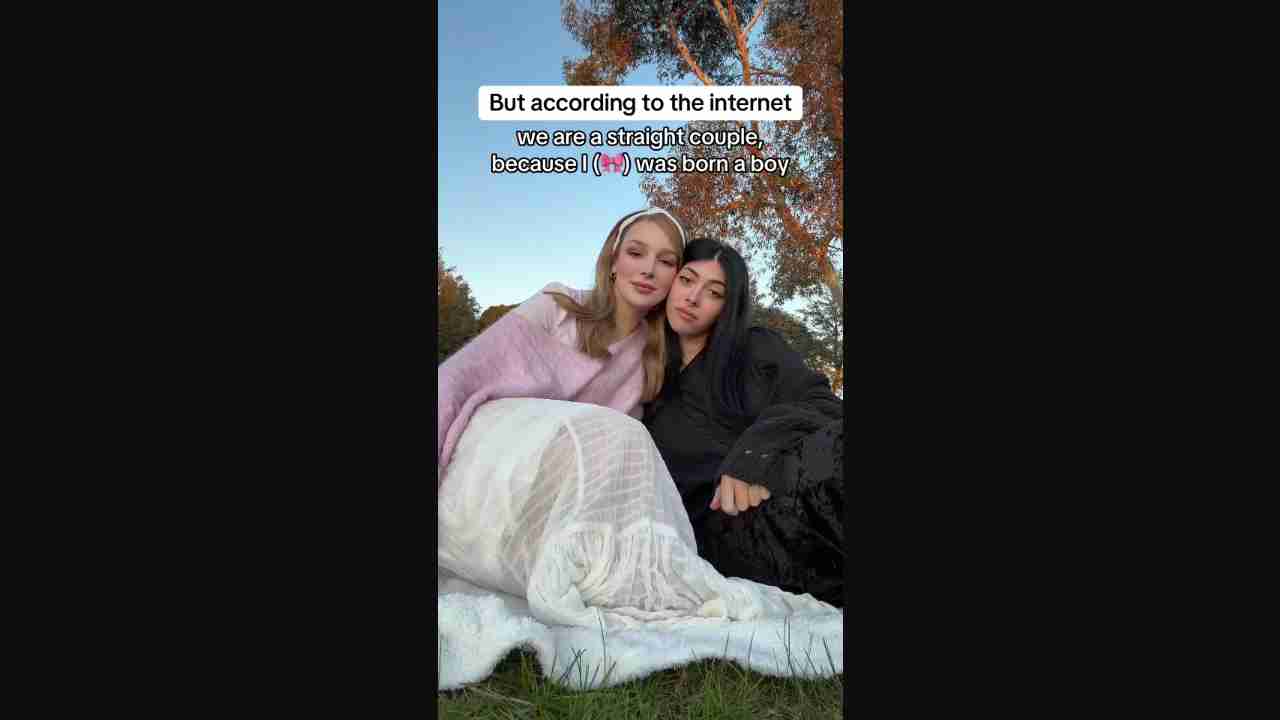 But according to the internet
we are a straight couple,
because I (🎀) was born a boy